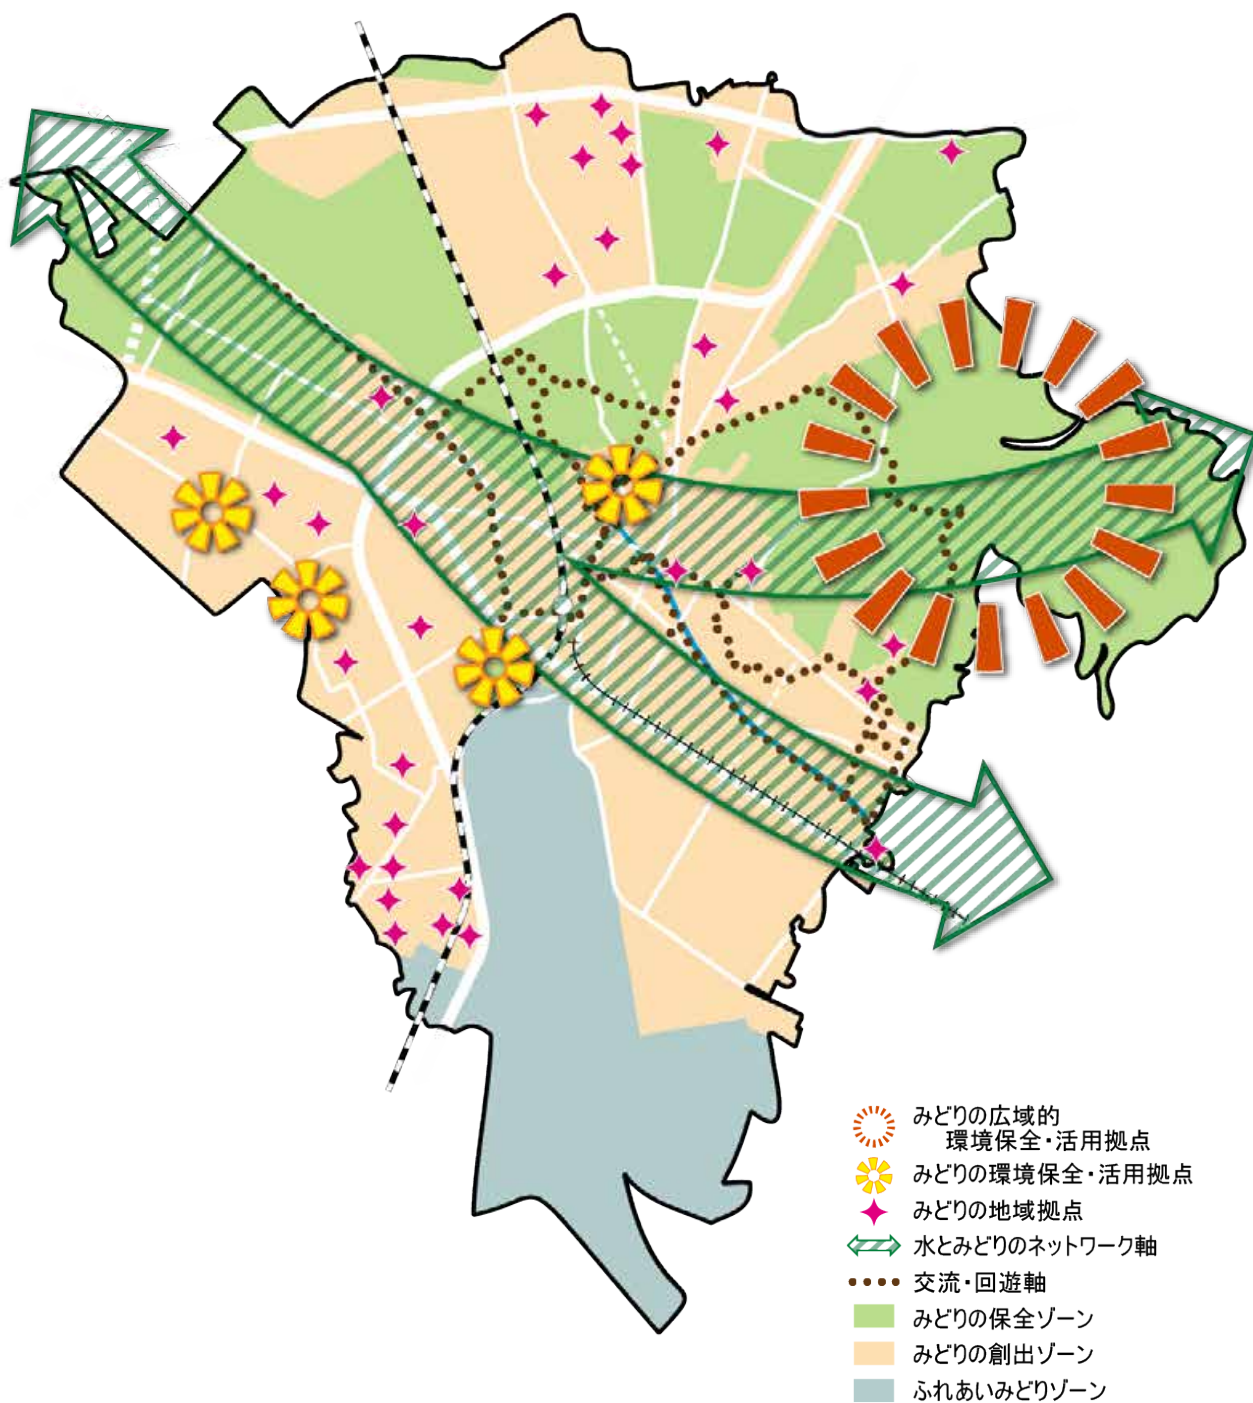 みどりの広域的
環境保全・活用拠点
みどりの環境保全・活用拠点
みどりの地域拠点
水とみどりのネットワーク軸
交流・回遊軸
みどりの保全ゾーン
みどりの創出ゾーン
ふれあいみどりゾーン